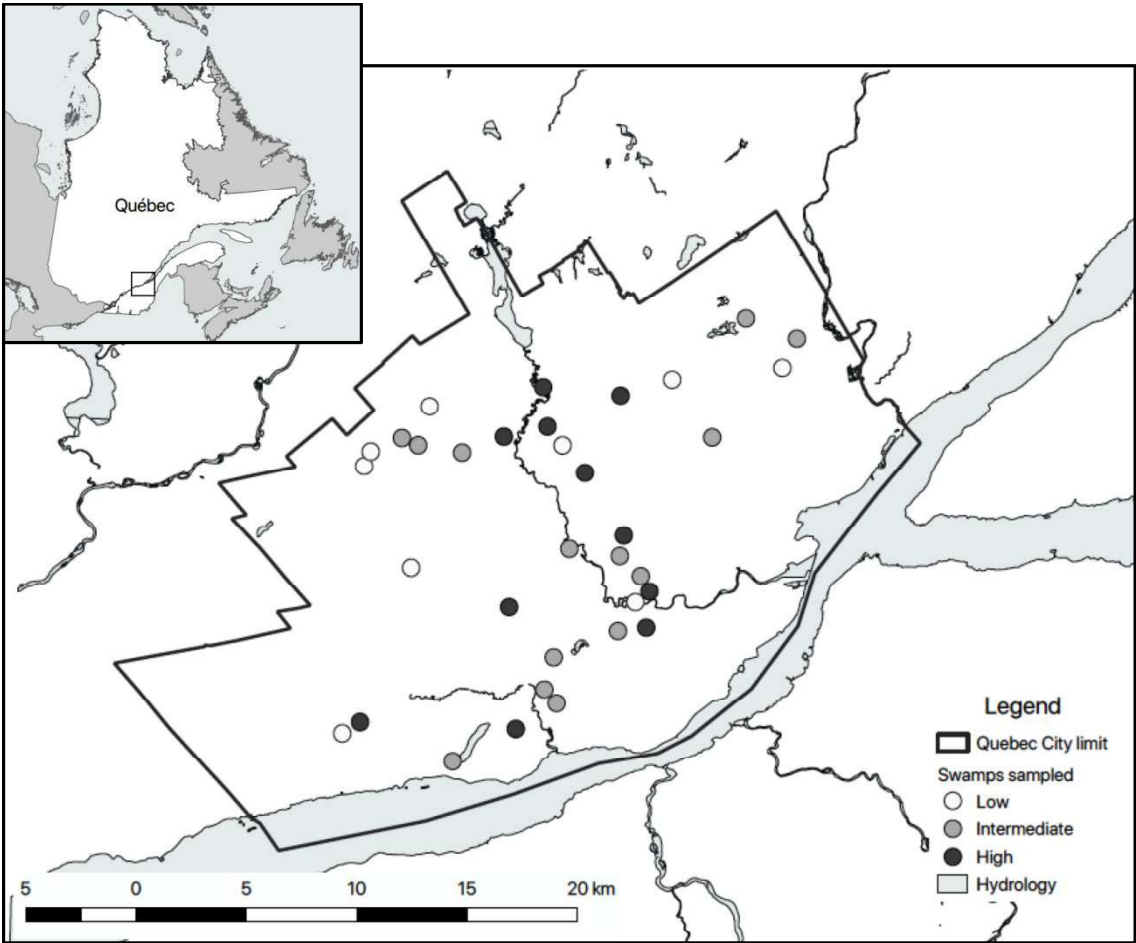 Québec
Legend
Quebec City limit
Swamps sampled
Low
Intermediate
High
Hydrology
5 0 5 10 15 20 km